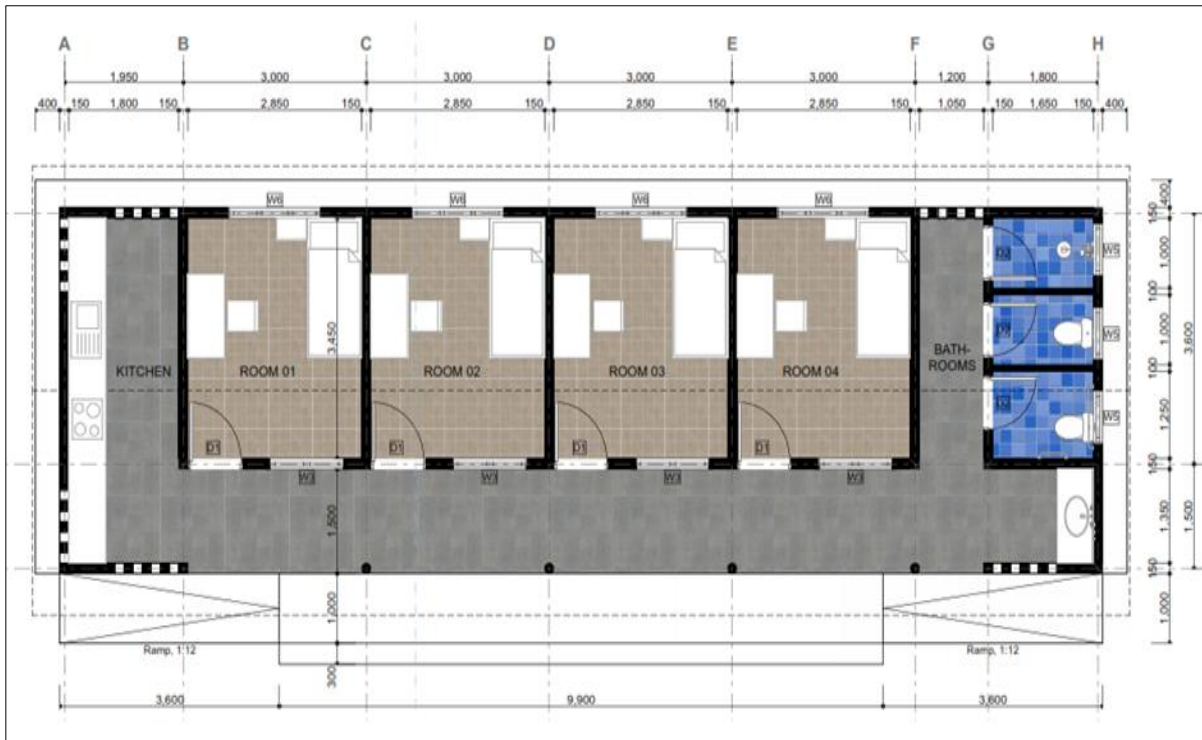 A B C D E F G H
1,950 3,000 3,000 3,000 3,000 1,200 1,800
400 150 1,800 150 2,850 150 2,850 150 2,850 150 2,850 150 1,050 150 1,650 150 400
W6 W6 W6 W6
400
150
D2 W5
1,000
100
D2 W5
1,000
3,600
3,450
BATH-
KITCHEN ROOM 01 ROOM 02 ROOM 03 ROOM 04 ROOMS
100
D2 W5
1,250
D1 D1 D1 D1
150
W3 W3 W3 W3
1,500
1,350
1,500
150
1,000
1,000
Ramp, 1:12 Ramp, 1:12
300
3,600 9,900 3,600